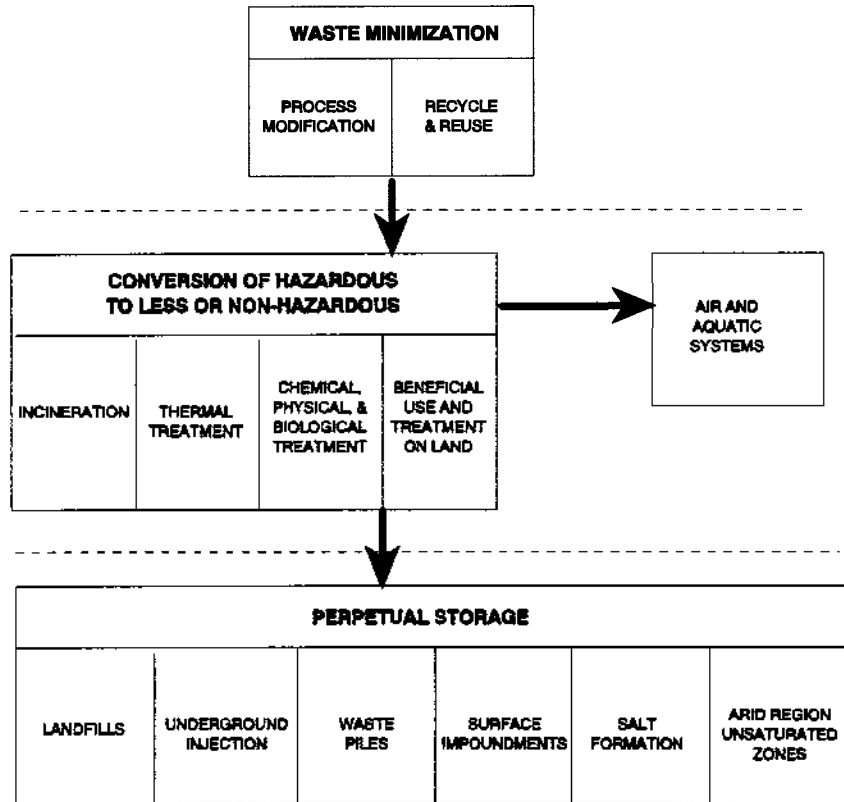 WASTE MINIMIZATION
PROCESS
MODIFICATION
RECYCLE
& REUSE
CONVERSION OF HAZARDOUS
TO LESS OR NON-HAZARDOUS
AIR AND
AQUATIC
SYSTEMS
INCINERATION
THERMAL
TREATMENT
CHEMICAL,
PHYSICAL, &
BIOLOGICAL
TREATMENT
BENEFICIAL
USE AND
TREATMENT
ON LAND
PERPETUAL STORAGE
LANDFILLS
UNDERGROUND
INJECTION
WASTE
PILES
SURFACE
IMPOUNDMENTS
SALT
FORMATION
ARID REGION
UNSATURATED
ZONES